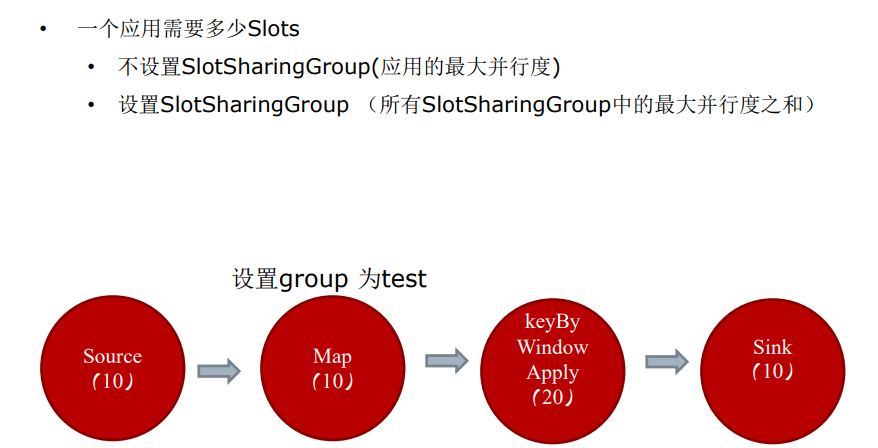 • 一个应用需要多少Slots
• 不设置SlotSharingGroup(应用的最大并行度)
• 设置SlotSharingGroup （所有SlotSharingGroup中的最大并行度之和）
设置group 为test
Source
（10）
Map
（10）
keyBy
Window
Apply
（20）
Sink
（10）